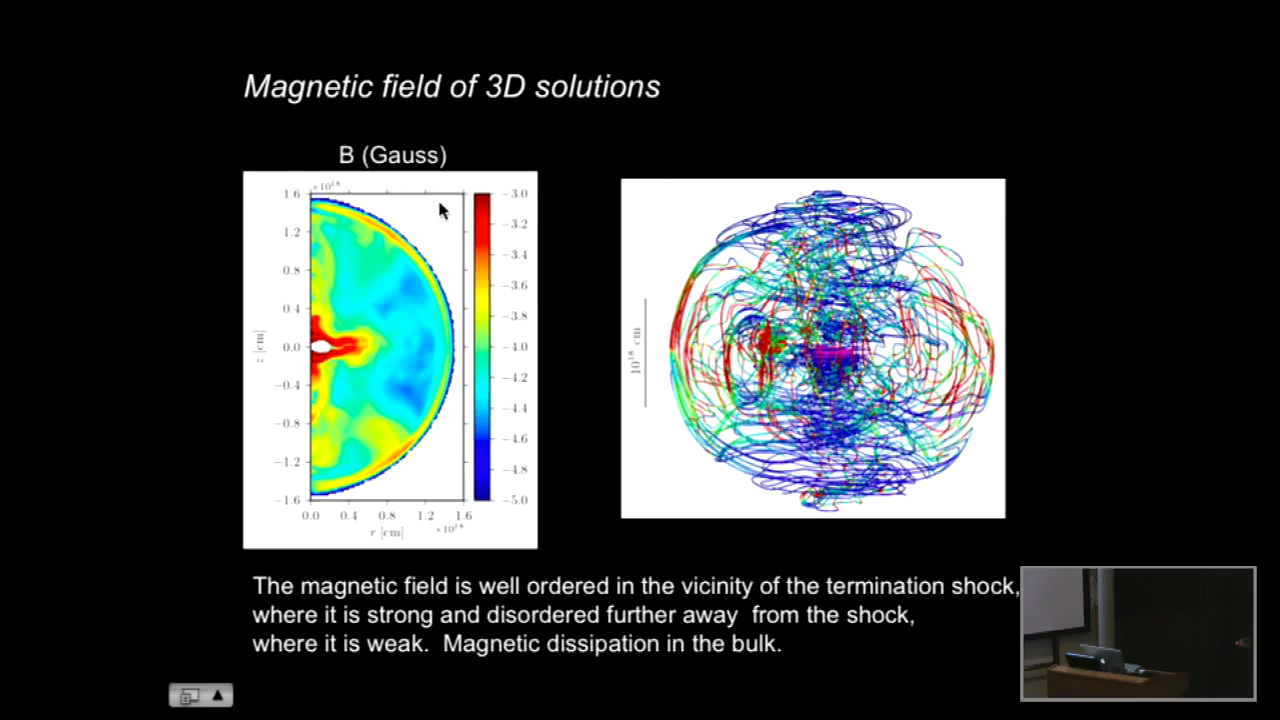 Magnetic field of 3D solutions
B (Gauss)
×10¹⁸
1.6
1.2
0.8
0.4
0.0
−0.4
−0.8
−1.2
−1.6
z [cm]
0.0 0.4 0.8 1.2 1.6
r [cm]
×10¹⁸
−3.0
−3.2
−3.4
−3.6
−3.8
−4.0
−4.2
−4.4
−4.6
−4.8
−5.0
10¹⁸ cm
The magnetic field is well ordered in the vicinity of the termination shock,
where it is strong and disordered further away from the shock,
where it is weak. Magnetic dissipation in the bulk.